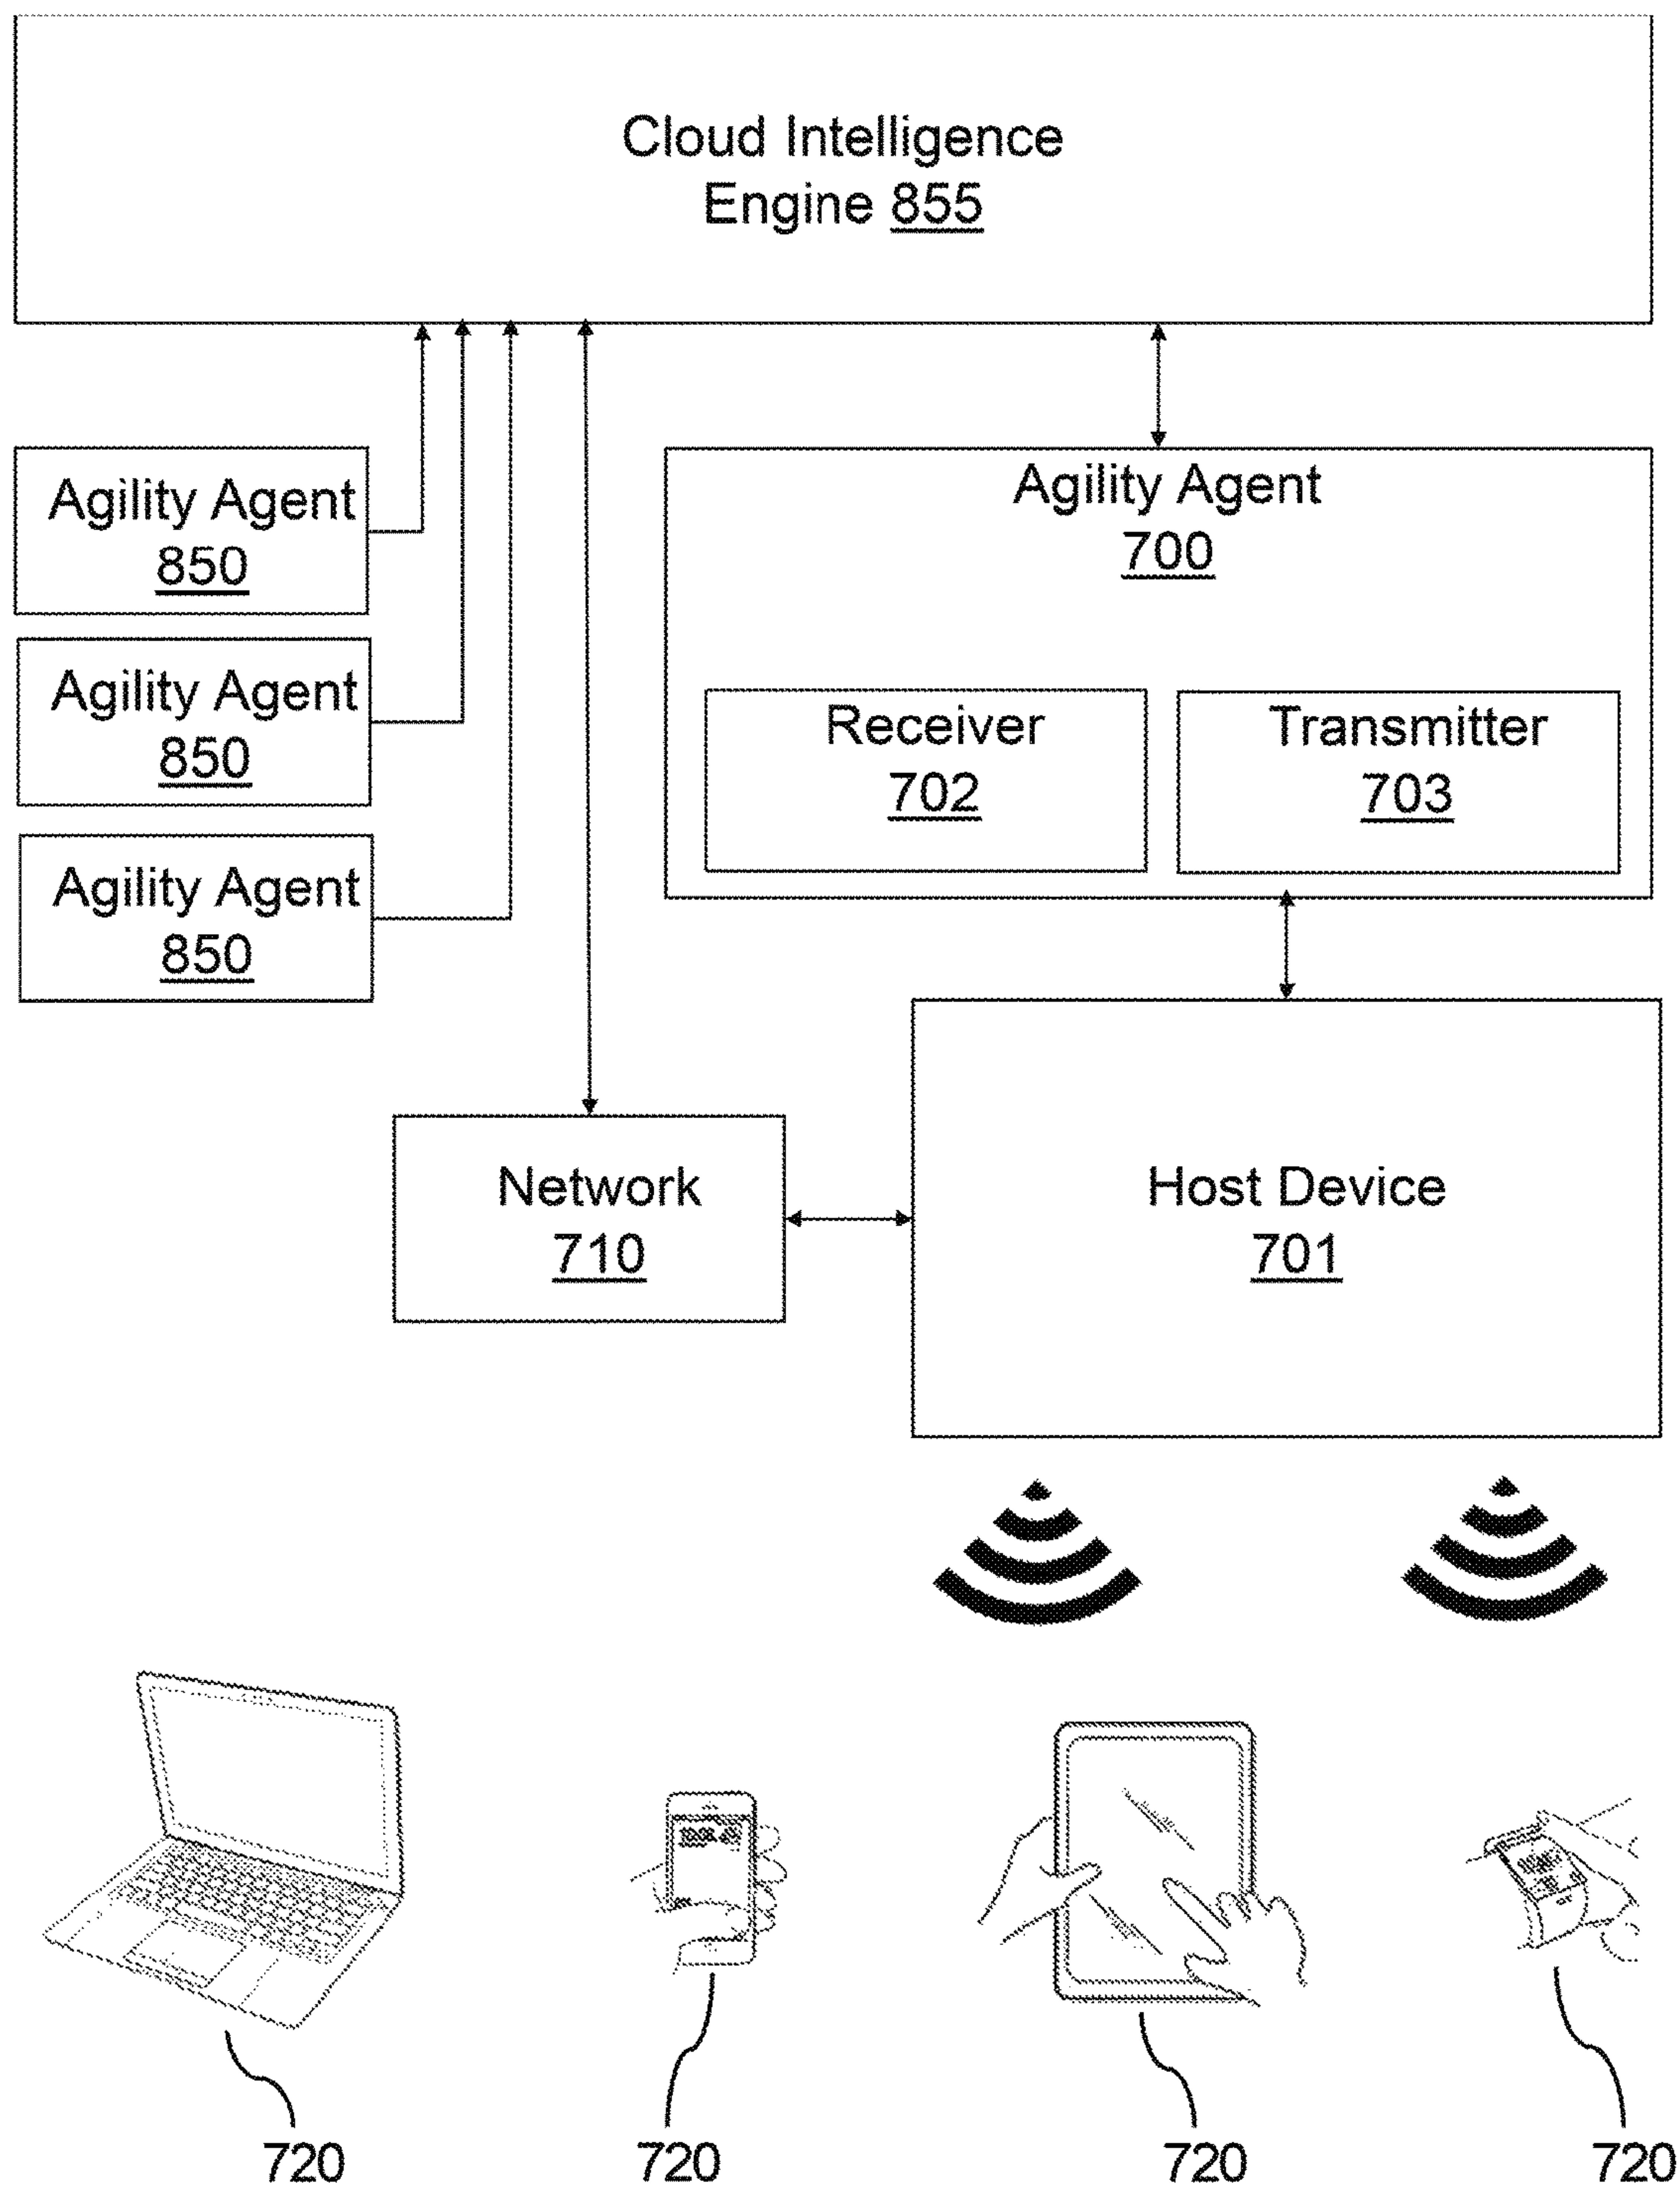 Cloud Intelligence
Engine 855
Agility Agent
850
Agility Agent
850
Agility Agent
850
Agility Agent
700
Receiver
702
Transmitter
703
Network
710
Host Device
701
720
720
720
720